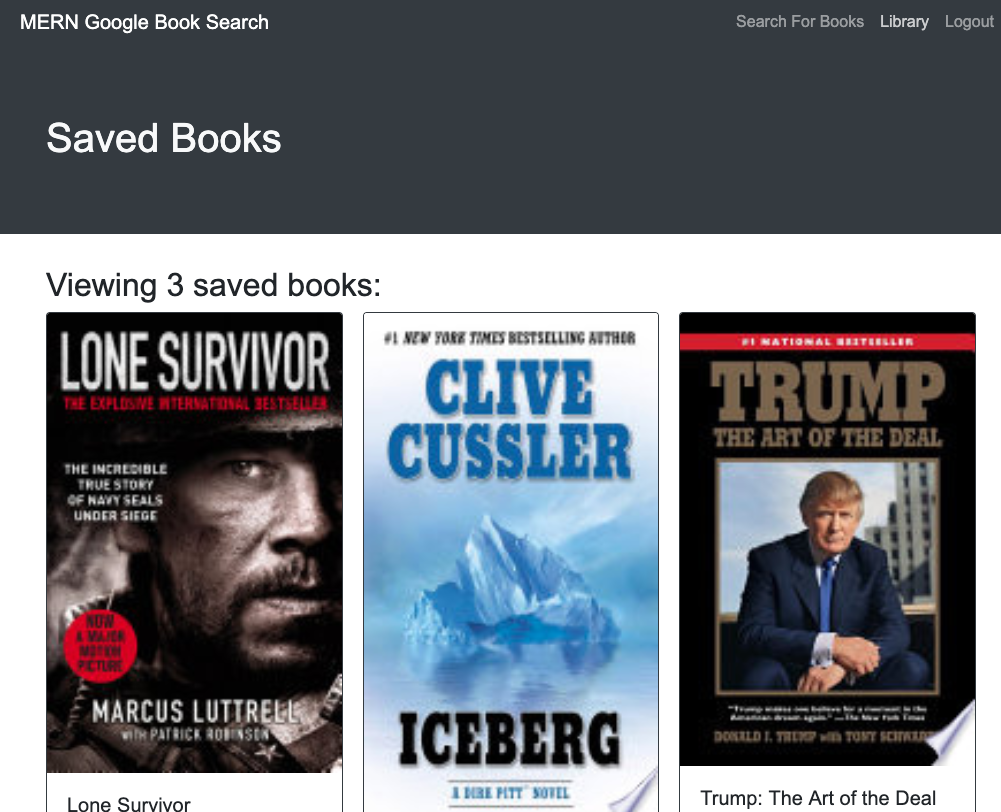 MERN Google Book Search
Search For Books Library Logout
Saved Books
Viewing 3 saved books:
LONE SURVIVOR
THE EXPLOSIVE INTERNATIONAL BESTSELLER
THE INCREDIBLE
TRUE STORY
OF NAVY SEALS
UNDER SIEGE
NOW
A MAJOR
MOTION
PICTURE
MARCUS LUTTRELL
with PATRICK ROBINSON
Lone Survivor
#1 NEW YORK TIMES BESTSELLING AUTHOR
CLIVE
CUSSLER
ICEBERG
A DIRK PITT® NOVEL
#1 NATIONAL BESTSELLER
TRUMP
THE ART OF THE DEAL
"Trump makes one believe for a moment in the
American dream again." —The New York Times
DONALD J. TRUMP with TONY
Trump: The Art of the Deal